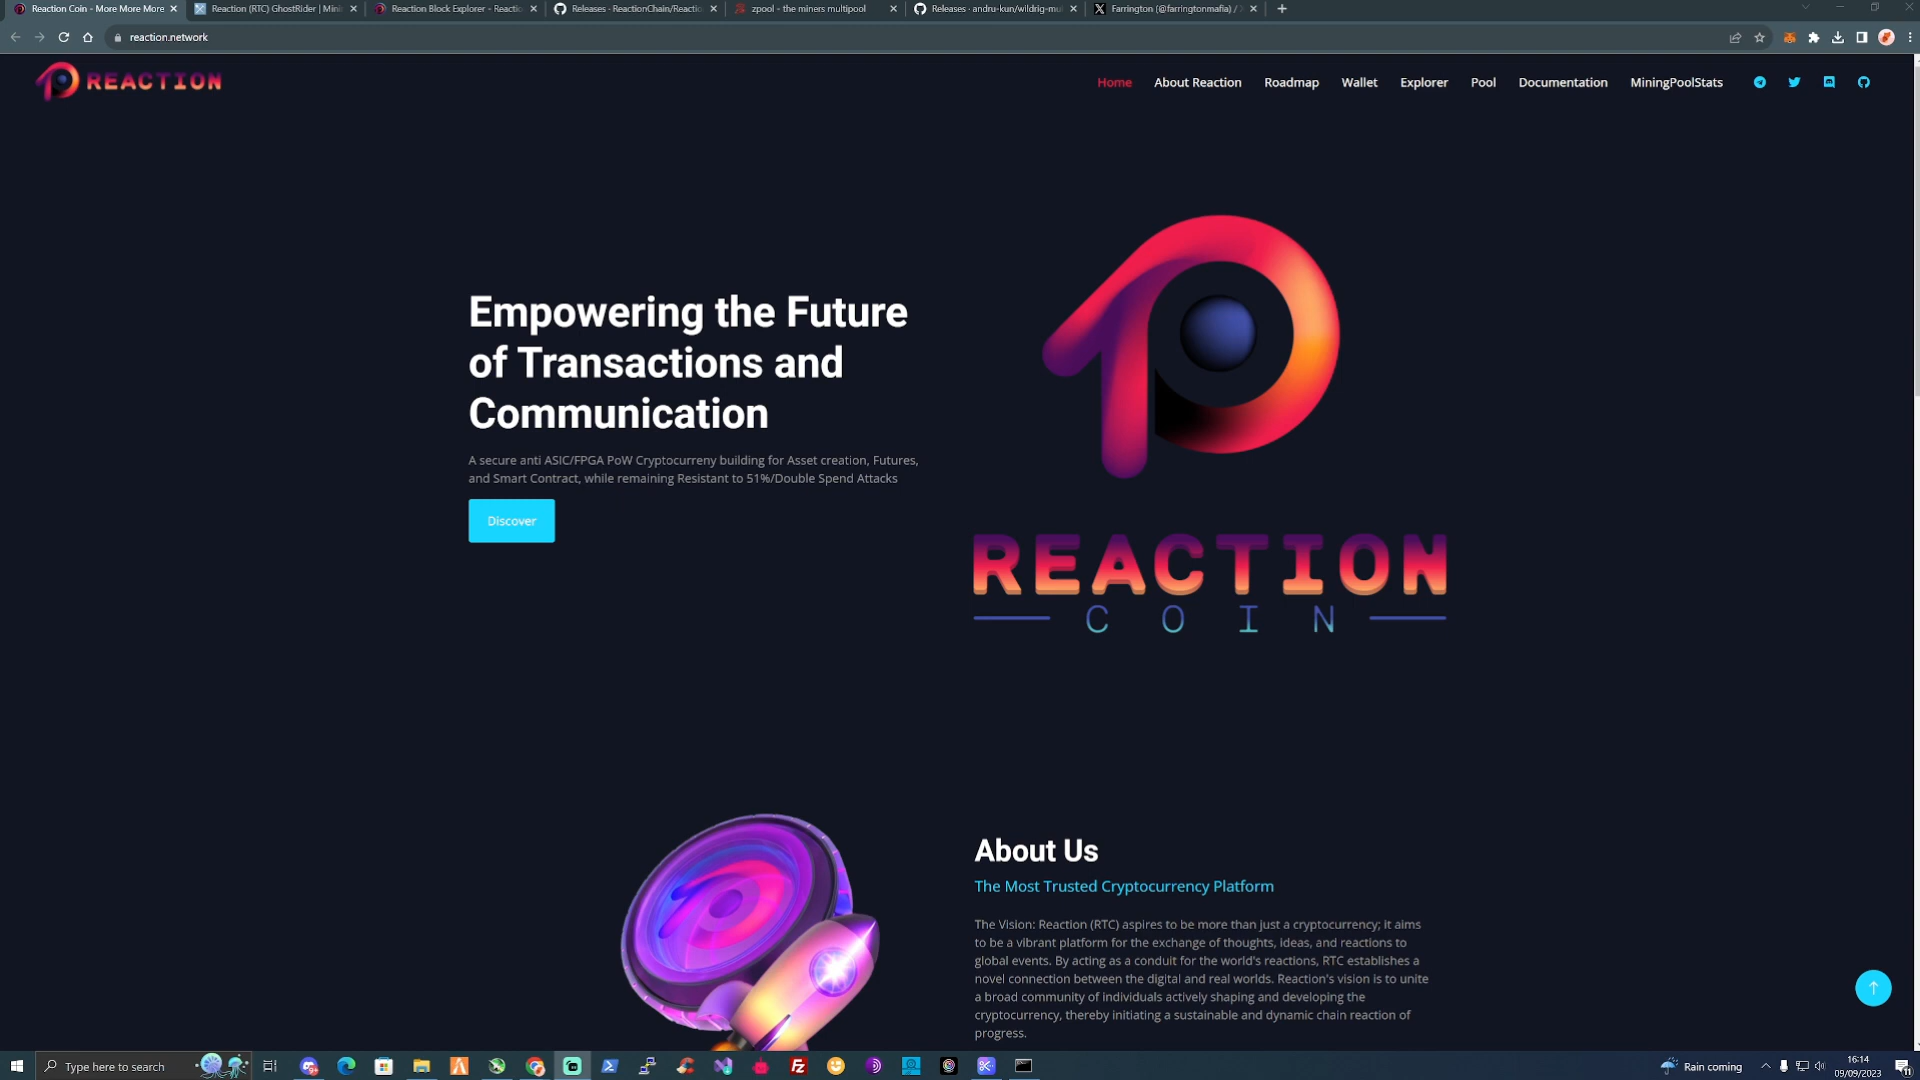 Reaction Coin - More More More
Reaction (RTC) GhostRider | Mini
Reaction Block Explorer - Reactio
Releases · ReactionChain/Reactio
zpool - the miners multipool
Releases · andru-kun/wildrig-mu
Farrington (@farringtonmafia) /
reaction.network
REACTION
Home
About Reaction
Roadmap
Wallet
Explorer
Pool
Documentation
MiningPoolStats
Empowering the Future
of Transactions and
Communication
A secure anti ASIC/FPGA PoW Cryptocurreny building for Asset creation, Futures,
and Smart Contract, while remaining Resistant to 51%/Double Spend Attacks
Discover
REACTION
COIN
About Us
The Most Trusted Cryptocurrency Platform
The Vision: Reaction (RTC) aspires to be more than just a cryptocurrency; it aims
to be a vibrant platform for the exchange of thoughts, ideas, and reactions to
global events. By acting as a conduit for the world's reactions, RTC establishes a
novel connection between the digital and real worlds. Reaction's vision is to unite
a broad community of individuals actively shaping and developing the
cryptocurrency, thereby initiating a sustainable and dynamic chain reaction of
progress.
Type here to search
Rain coming
16:14
09/09/2023